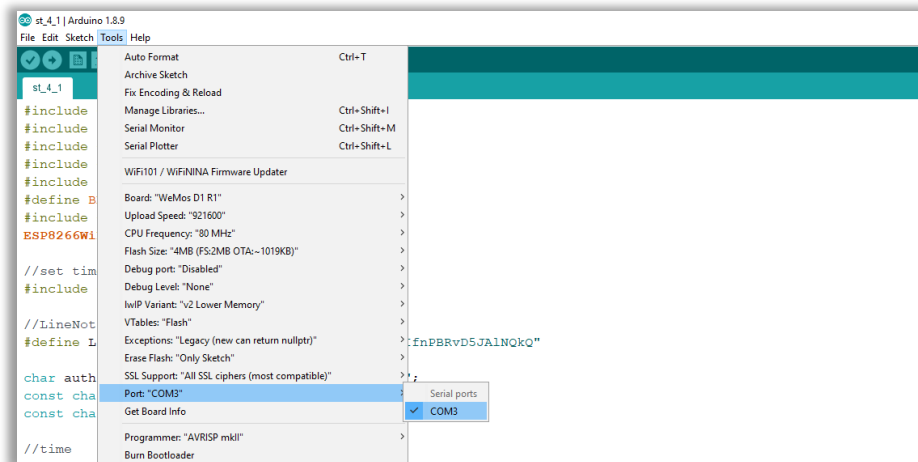 st_4_1 | Arduino 1.8.9
File Edit Sketch Tools Help
st_4_1
Auto Format Ctrl+T
Archive Sketch
Fix Encoding & Reload
Manage Libraries... Ctrl+Shift+I
Serial Monitor Ctrl+Shift+M
Serial Plotter Ctrl+Shift+L
WiFi101 / WiFiNINA Firmware Updater
Board: "WeMos D1 R1"
Upload Speed: "921600"
CPU Frequency: "80 MHz"
Flash Size: "4MB (FS:2MB OTA:~1019KB)"
Debug port: "Disabled"
Debug Level: "None"
lwIP Variant: "v2 Lower Memory"
VTables: "Flash"
Exceptions: "Legacy (new can return nullptr)"
Erase Flash: "Only Sketch"
SSL Support: "All SSL ciphers (most compatible)"
Port: "COM3"
Get Board Info
Programmer: "AVRISP mkII"
Burn Bootloader
Serial ports
COM3
#include
#include
#include
#include
#include
#define B
#include
ESP8266Wi
//set tim
#include
//LineNot
#define L fnPBRvD5JAlNQkQ"
char auth ";
const cha
const cha
//time